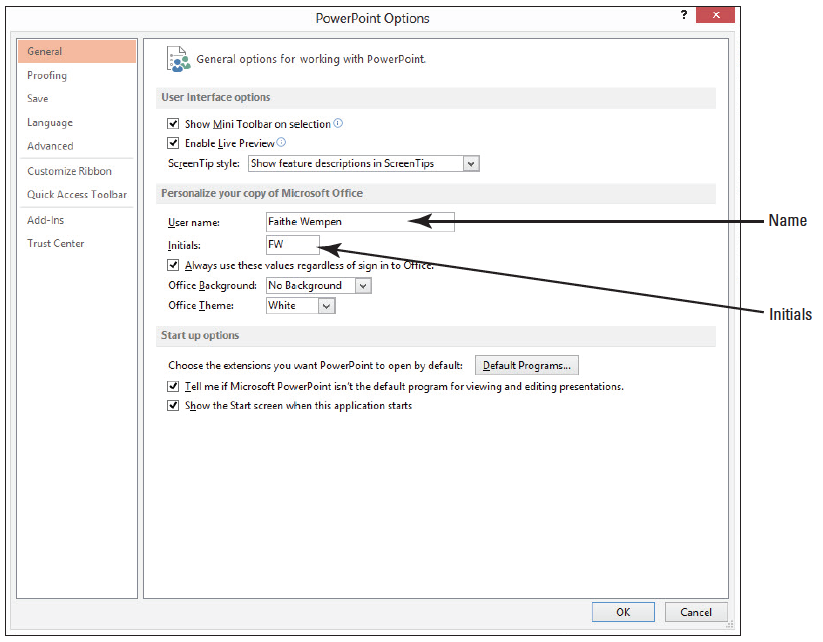 PowerPoint Options
?
General
Proofing
Save
Language
Advanced
Customize Ribbon
Quick Access Toolbar
Add-Ins
Trust Center
General options for working with PowerPoint.
User Interface options
Show Mini Toolbar on selection
Enable Live Preview
ScreenTip style: Show feature descriptions in ScreenTips
Personalize your copy of Microsoft Office
User name: Faithe Wempen
Name
Initials: FW
Always use these values regardless of sign in to Office.
Office Background: No Background
Office Theme: White
Initials
Start up options
Choose the extensions you want PowerPoint to open by default: Default Programs...
Tell me if Microsoft PowerPoint isn't the default program for viewing and editing presentations.
Show the Start screen when this application starts
OK Cancel